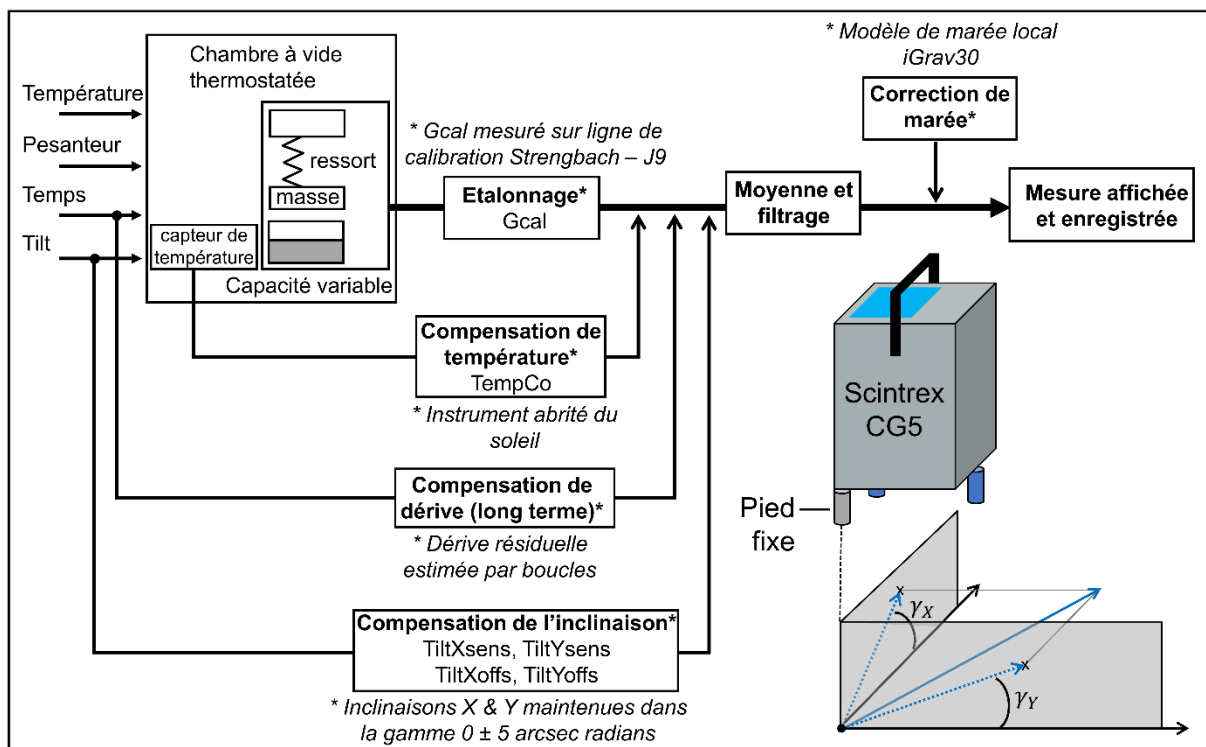 Chambre à vide
thermostatée
Température
Pesanteur
Temps
Tilt
ressort
masse
capteur de
température
Capacité variable
* Gcal mesuré sur ligne de
calibration Strengbach – J9
Etalonnage*
Gcal
Moyenne et
filtrage
* Modèle de marée local
iGrav30
Correction de
marée*
Mesure affichée
et enregistrée
Compensation de
température*
TempCo
* Instrument abrité du
soleil
Compensation de
dérive (long terme)*
* Dérive résiduelle
estimée par boucles
Compensation de l'inclinaison*
TiltXsens, TiltYsens
TiltXoffs, TiltYoffs
* Inclinaisons X & Y maintenues dans
la gamme 0 ± 5 arcsec radians
Scintrex
CG5
Pied
fixe
x
γX
x
γY